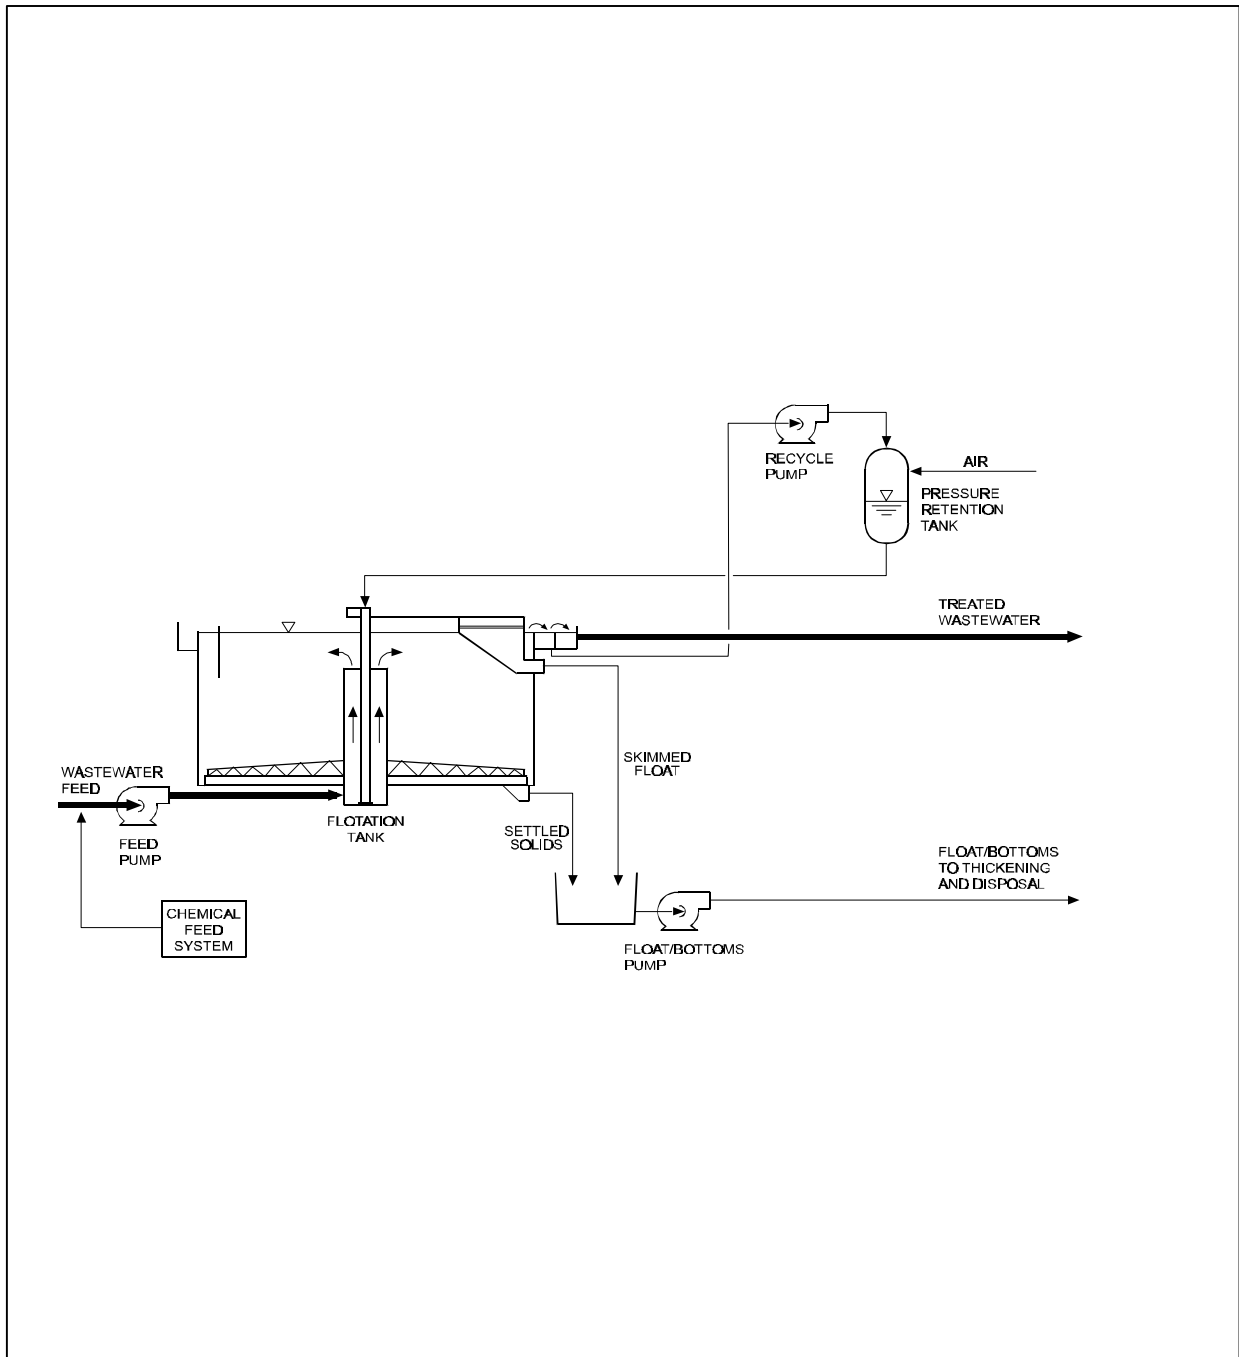 RECYCLE
PUMP
AIR
PRESSURE
RETENTION
TANK
TREATED
WASTEWATER
SKIMMED
FLOAT
WASTEWATER
FEED
FLOTATION
TANK
FEED
PUMP
SETTLED
SOLIDS
FLOAT/BOTTOMS
TO THICKENING
AND DISPOSAL
CHEMICAL
FEED
SYSTEM
FLOAT/BOTTOMS
PUMP